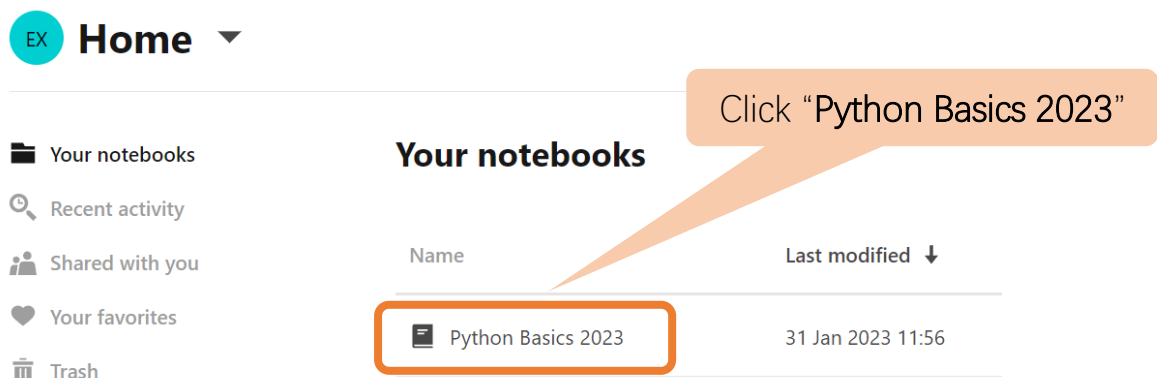 EX Home
Click “Python Basics 2023”
Your notebooks
Recent activity
Shared with you
Your favorites
Trash
Your notebooks
Name Last modified
Python Basics 2023 31 Jan 2023 11:56